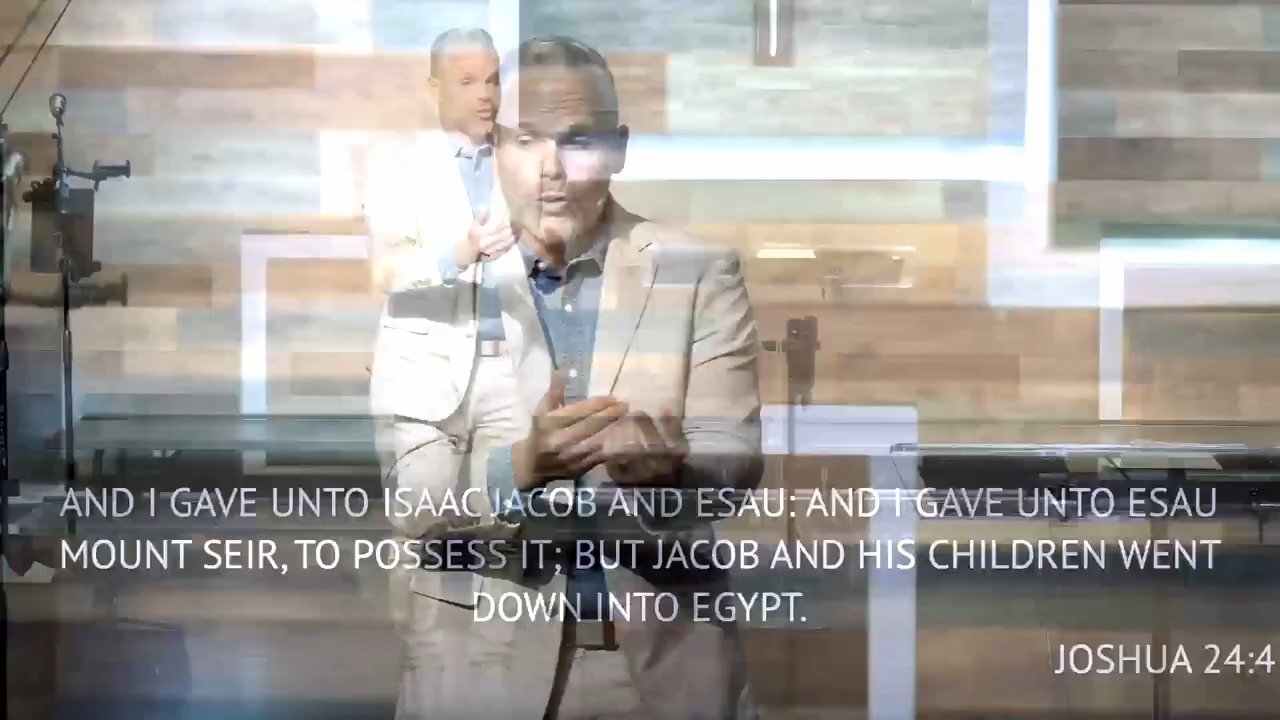 AND I GAVE UNTO ISAAC JACOB AND ESAU: AND I GAVE UNTO ESAU
MOUNT SEIR, TO POSSESS IT; BUT JACOB AND HIS CHILDREN WENT
DOWN INTO EGYPT.
JOSHUA 24:4